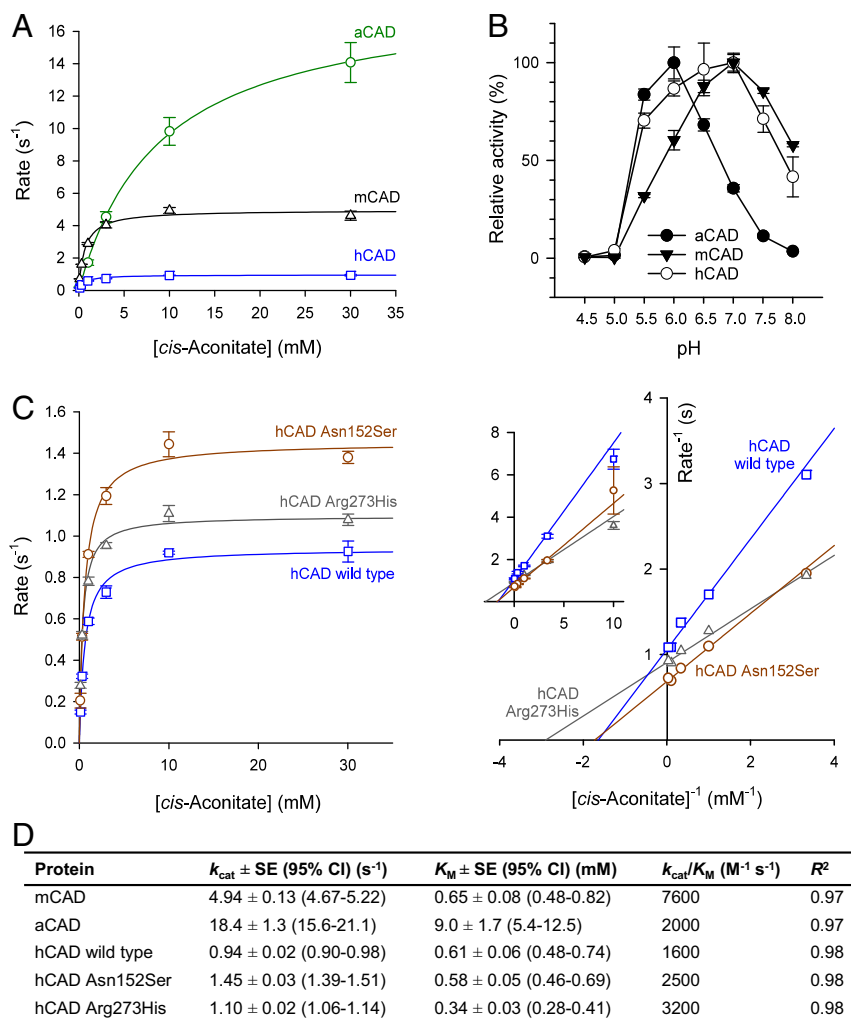 A
16
14
12
10
8
6
4
2
0
Rate (s⁻¹)
aCAD
mCAD
hCAD
0 5 10 15 20 25 30 35
[cis-Aconitate] (mM)
B
100
50
0
Relative activity (%)
aCAD
mCAD
hCAD
4.5 5.0 5.5 6.0 6.5 7.0 7.5 8.0
pH
C
1.6
1.4
1.2
1.0
0.8
0.6
0.4
0.2
0.0
Rate (s⁻¹)
hCAD Asn152Ser
hCAD Arg273His
hCAD wild type
0 10 20 30
[cis-Aconitate] (mM)
8
6
4
2
0 5 10
4
3
2
1
Rate⁻¹ (s)
hCAD
wild type
hCAD Asn152Ser
hCAD
Arg273His
-4 -2 0 2 4
[cis-Aconitate]⁻¹ (mM⁻¹)
D
Protein kcat ± SE (95% CI) (s⁻¹) KM ± SE (95% CI) (mM) kcat/KM (M⁻¹ s⁻¹) R²
mCAD 4.94 ± 0.13 (4.67-5.22) 0.65 ± 0.08 (0.48-0.82) 7600 0.97
aCAD 18.4 ± 1.3 (15.6-21.1) 9.0 ± 1.7 (5.4-12.5) 2000 0.97
hCAD wild type 0.94 ± 0.02 (0.90-0.98) 0.61 ± 0.06 (0.48-0.74) 1600 0.98
hCAD Asn152Ser 1.45 ± 0.03 (1.39-1.51) 0.58 ± 0.05 (0.46-0.69) 2500 0.98
hCAD Arg273His 1.10 ± 0.02 (1.06-1.14) 0.34 ± 0.03 (0.28-0.41) 3200 0.98